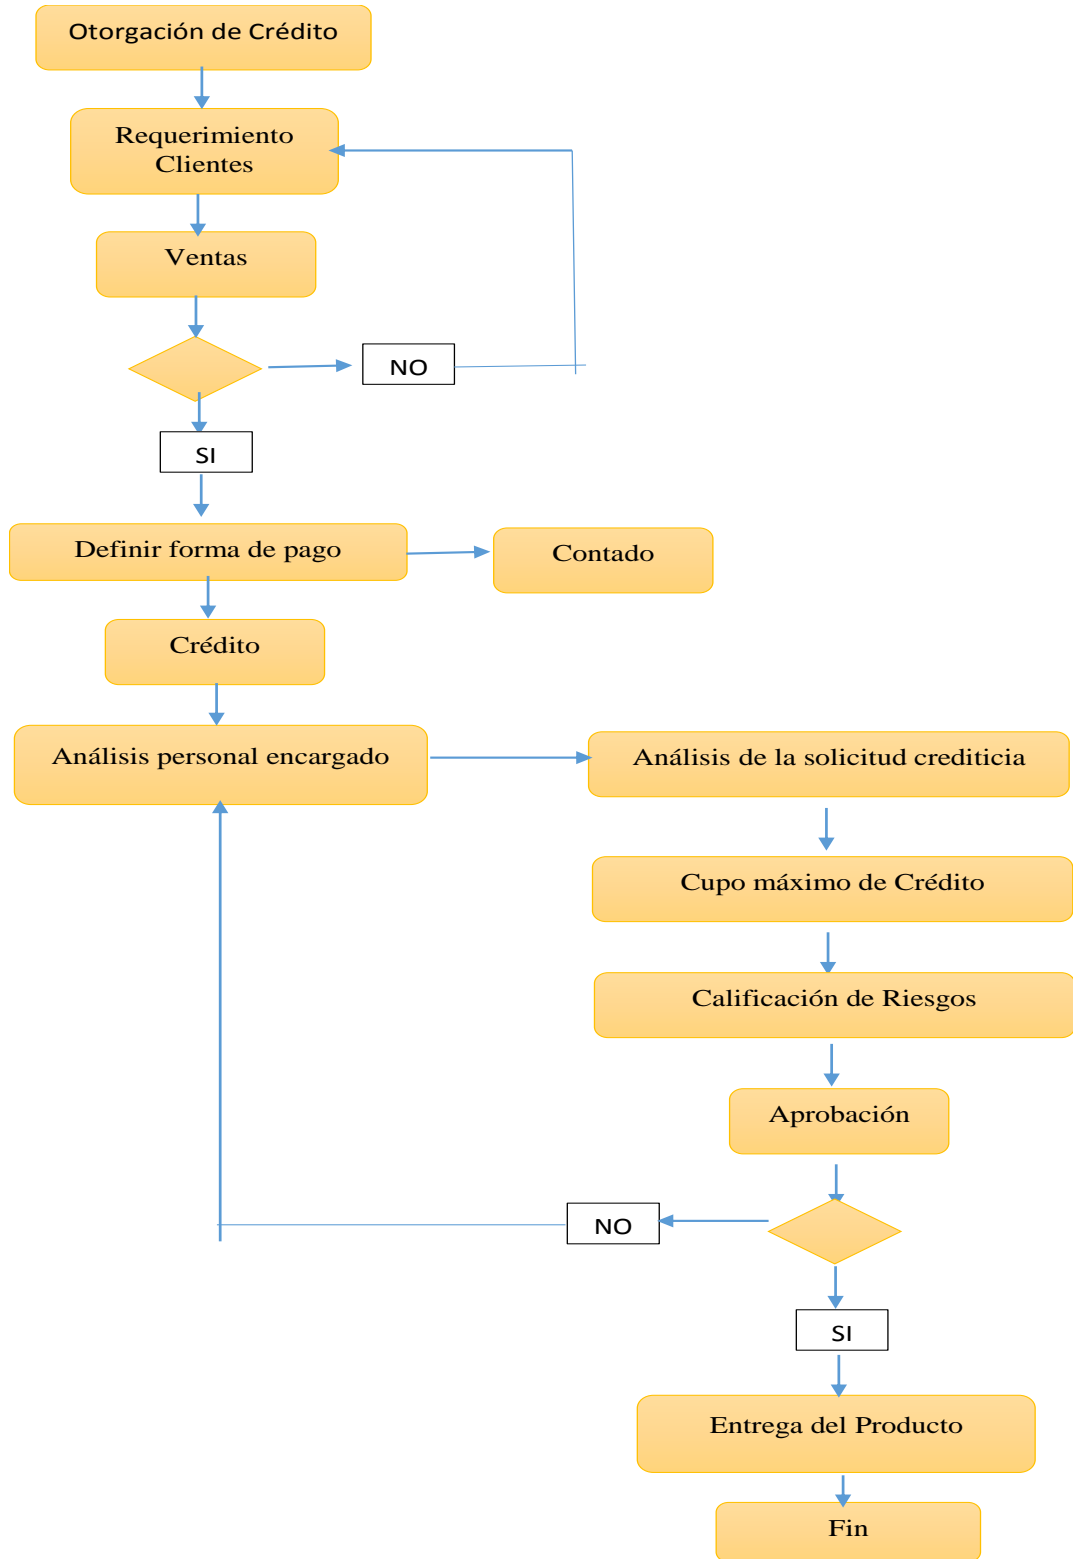 Otorgación de Crédito
Requerimiento
Clientes
Ventas
NO
SI
Definir forma de pago
Contado
Crédito
Análisis personal encargado
Análisis de la solicitud crediticia
Cupo máximo de Crédito
Calificación de Riesgos
Aprobación
NO
SI
Entrega del Producto
Fin